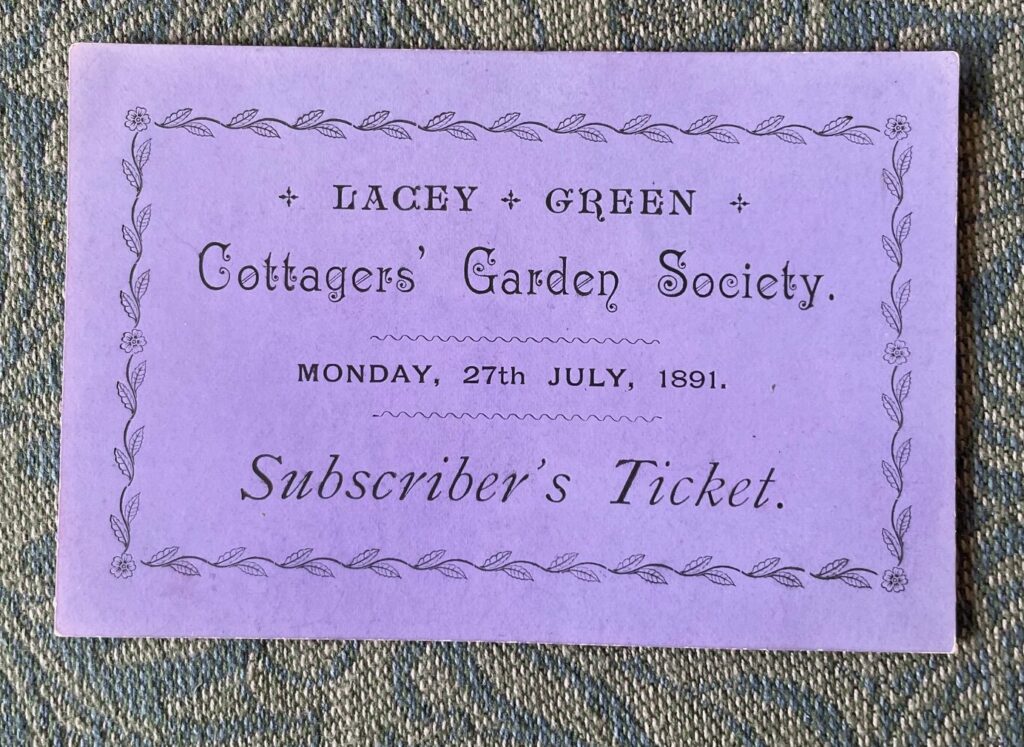 LACEY GREEN
Cottagers' Garden Society.
MONDAY, 27th JULY, 1891.
Subscriber's Ticket.